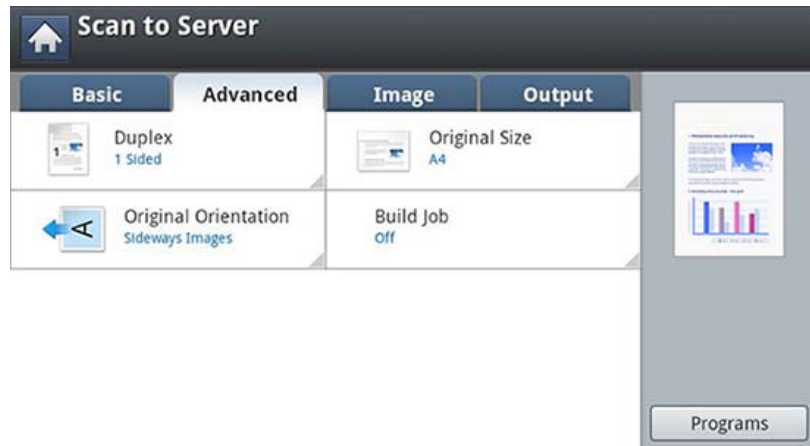 Scan to Server
Basic
Advanced
Image
Output
Duplex
1 Sided
Original Size
A4
Original Orientation
Sideways Images
Build Job
Off
Programs